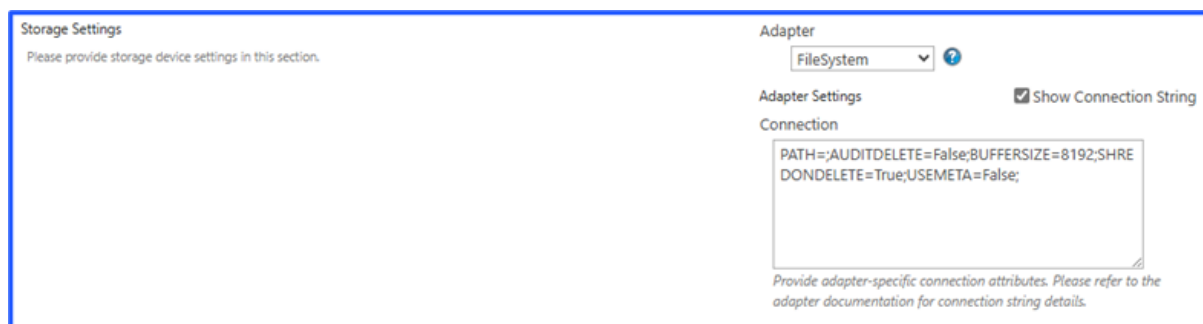 Storage Settings
Please provide storage device settings in this section.
Adapter
FileSystem
Adapter Settings
Show Connection String
Connection
PATH=;AUDITDELETE=False;BUFFERSIZE=8192;SHRE
DONDELETE=True;USEMETA=False;
Provide adapter-specific connection attributes. Please refer to the
adapter documentation for connection string details.